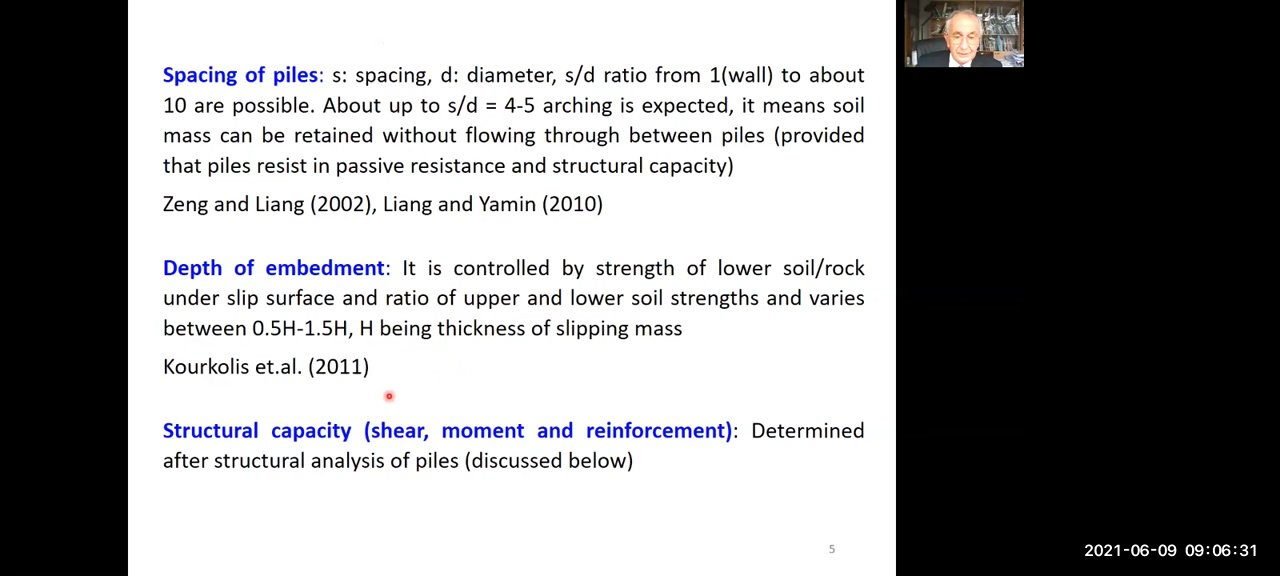 Spacing of piles: s: spacing, d: diameter, s/d ratio from 1(wall) to about
10 are possible. About up to s/d = 4-5 arching is expected, it means soil
mass can be retained without flowing through between piles (provided
that piles resist in passive resistance and structural capacity)
Zeng and Liang (2002), Liang and Yamin (2010)
Depth of embedment: It is controlled by strength of lower soil/rock
under slip surface and ratio of upper and lower soil strengths and varies
between 0.5H-1.5H, H being thickness of slipping mass
Kourkolis et.al. (2011)
Structural capacity (shear, moment and reinforcement): Determined
after structural analysis of piles (discussed below)
5
2021-06-09 09:06:31